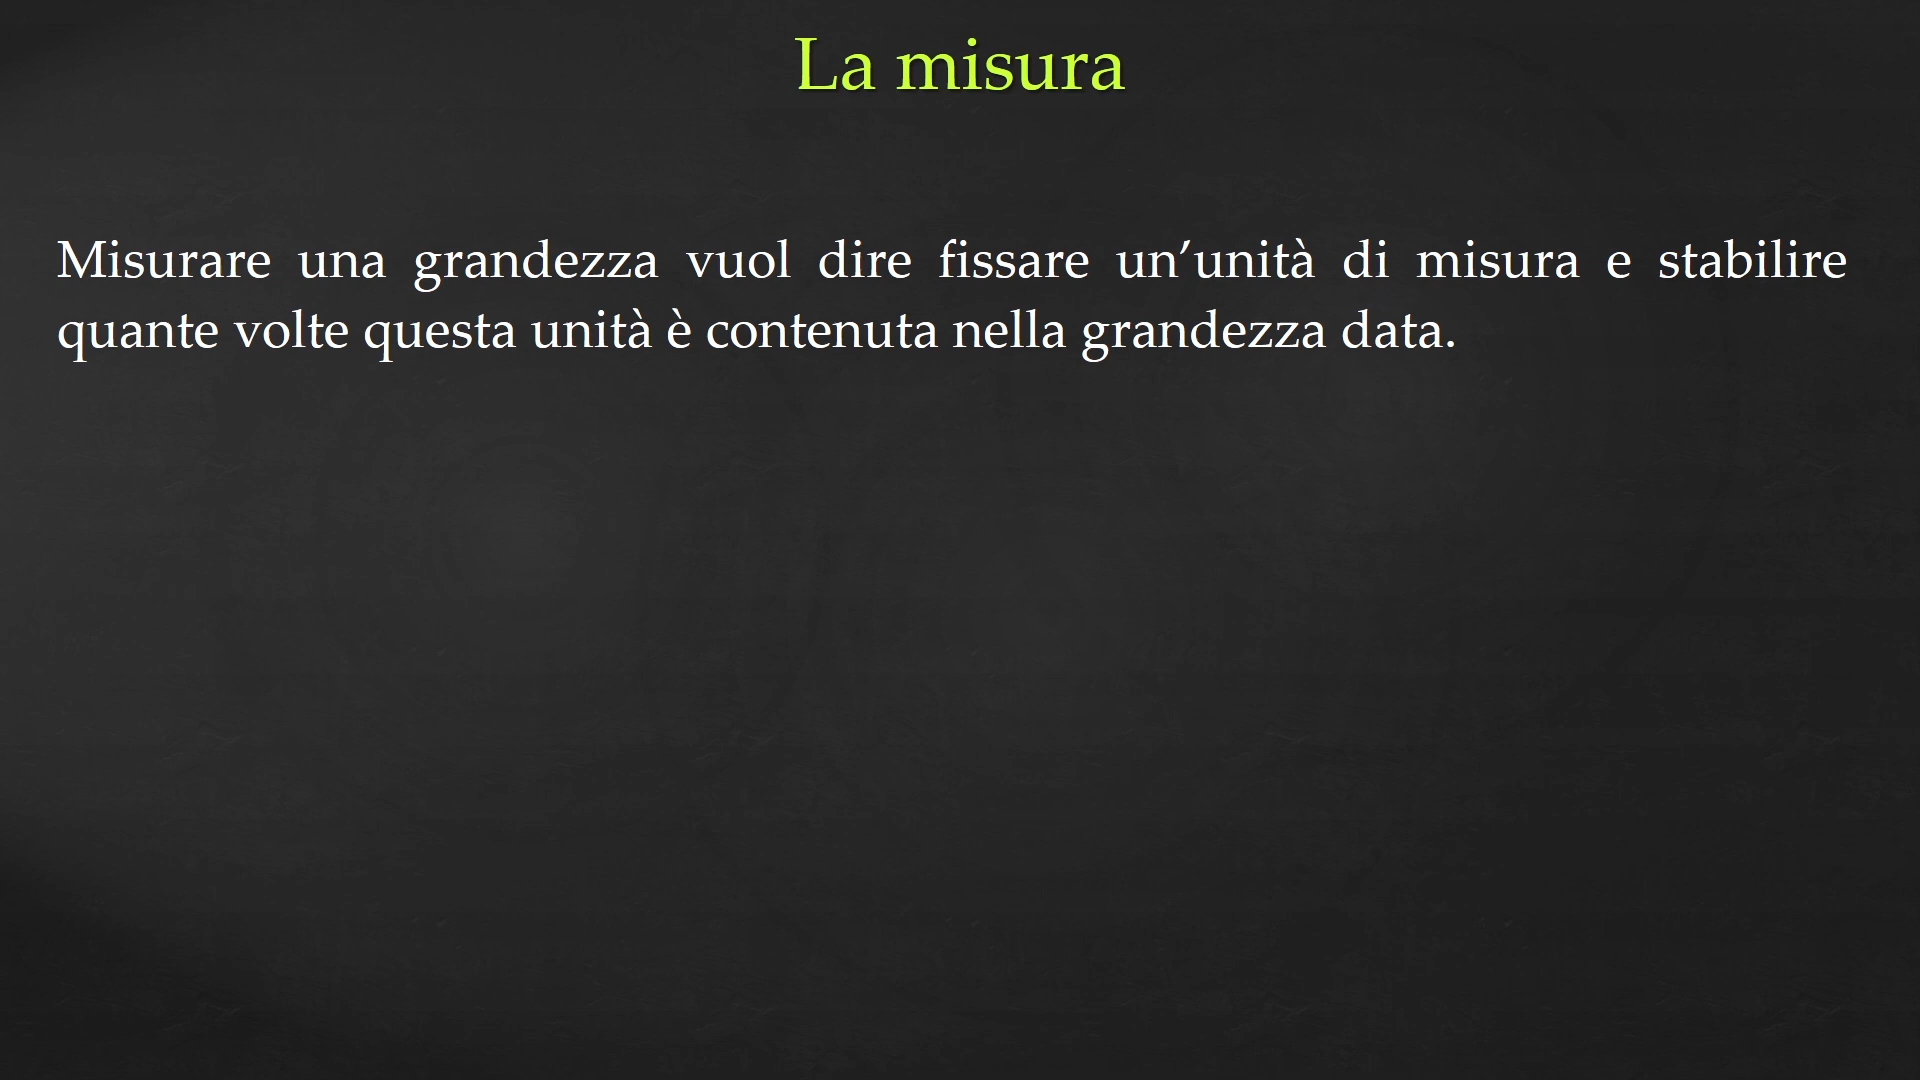 La misura
Misurare una grandezza vuol dire fissare un’unità di misura e stabilire
quante volte questa unità è contenuta nella grandezza data.